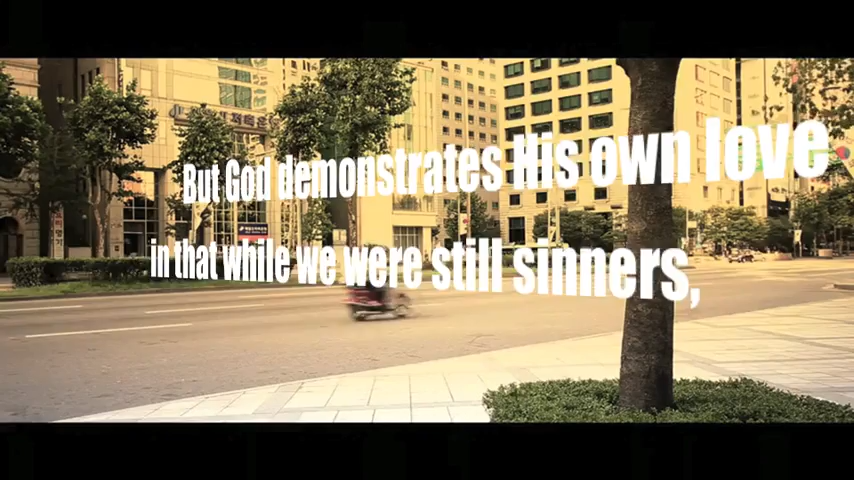 But God demonstrates His own love
in that while we were still sinners,